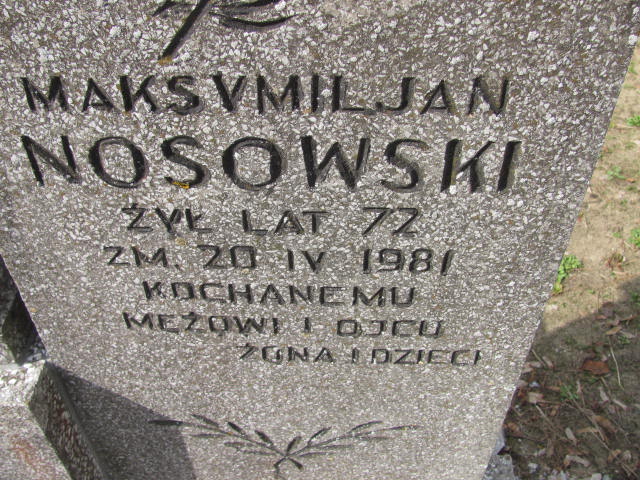 MAKSYMILJAN
NOSOWSKI
ŻYŁ LAT 72
ZM. 20 IV 1981
KOCHANEMU
MĘŻOWI I OJCU
ŻONA I DZIECI